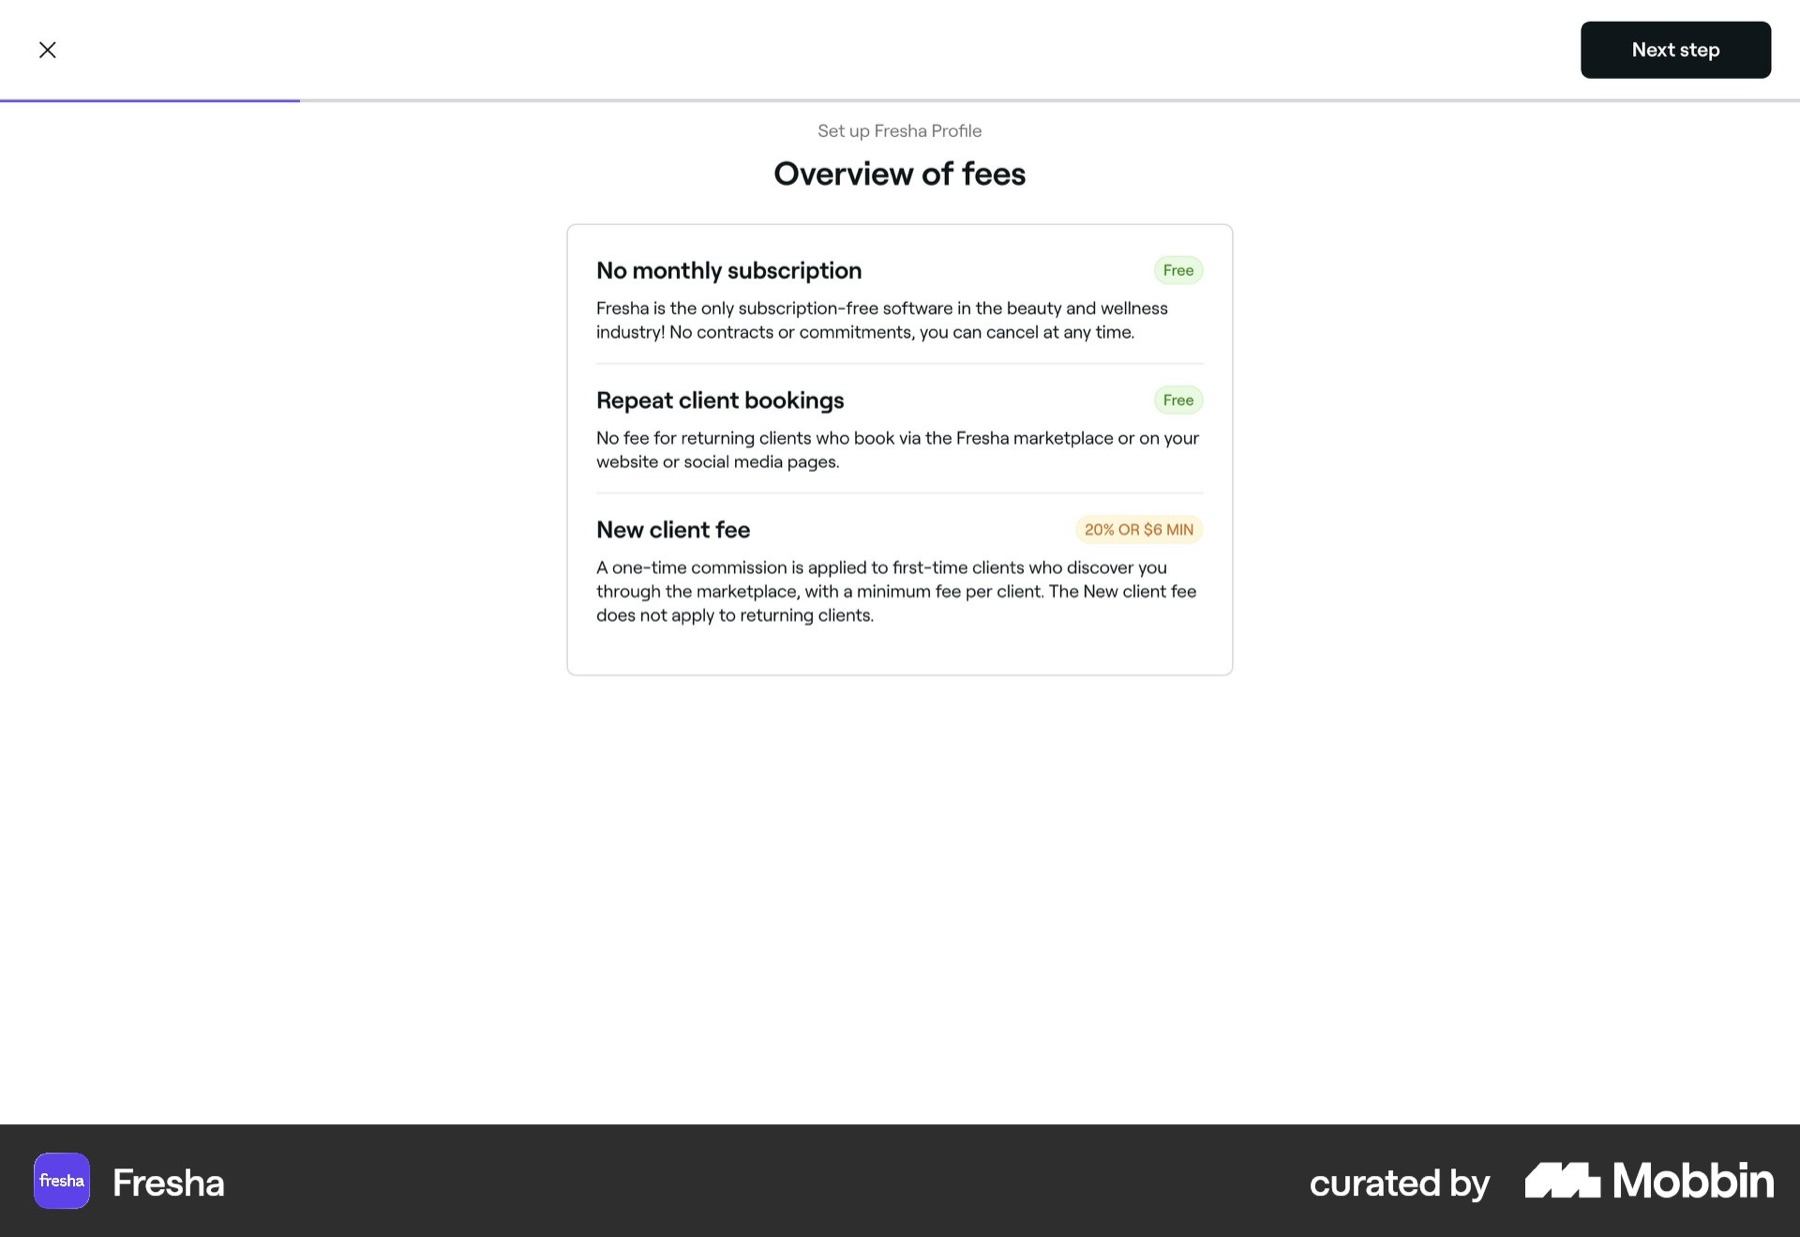 Next step
Set up Fresha Profile
Overview of fees
No monthly subscription
Free
Fresha is the only subscription-free software in the beauty and wellness
industry! No contracts or commitments, you can cancel at any time.
Repeat client bookings
Free
No fee for returning clients who book via the Fresha marketplace or on your
website or social media pages.
New client fee
20% OR $6 MIN
A one-time commission is applied to first-time clients who discover you
through the marketplace, with a minimum fee per client. The New client fee
does not apply to returning clients.
fresha
Fresha
curated by
Mobbin